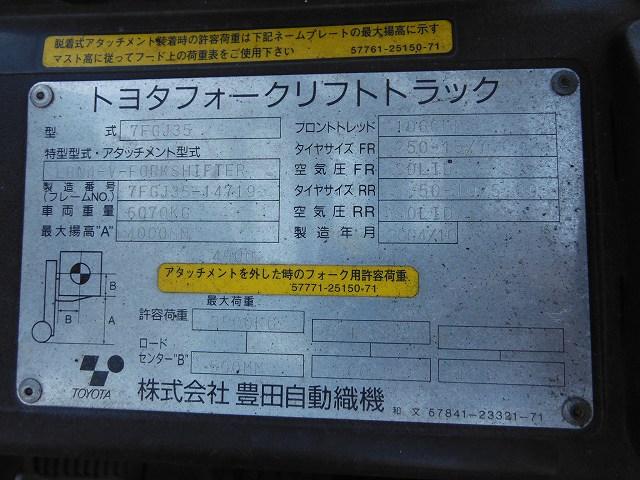 脱着式アタッチメント装着時の許容荷重は下記ネームプレートの最大揚高に示す
マスト高に従ってフード上の荷重表をご使用下さい 57761-25150-71
トヨタフォークリフトトラック
型式 7FGJ35
フロントトレッド
特型型式・アタッチメント型式
タイヤサイズ FR
V-FORKSHIFTER
空気圧 FR SOLID
製造番号 (フレームNO.) 7FGJ35-14719
タイヤサイズ RR
車両重量 6070KG
空気圧 RR SOLID
最大揚高"A" 4000MM
製造年月 2004/10
4000
アタッチメントを外した時のフォーク用許容荷重
57771-25150-71
最大荷重
許容荷重
ロード
センター"B"
B
B
A
TOYOTA
株式会社 豊田自動織機
和文 57841-23321-71